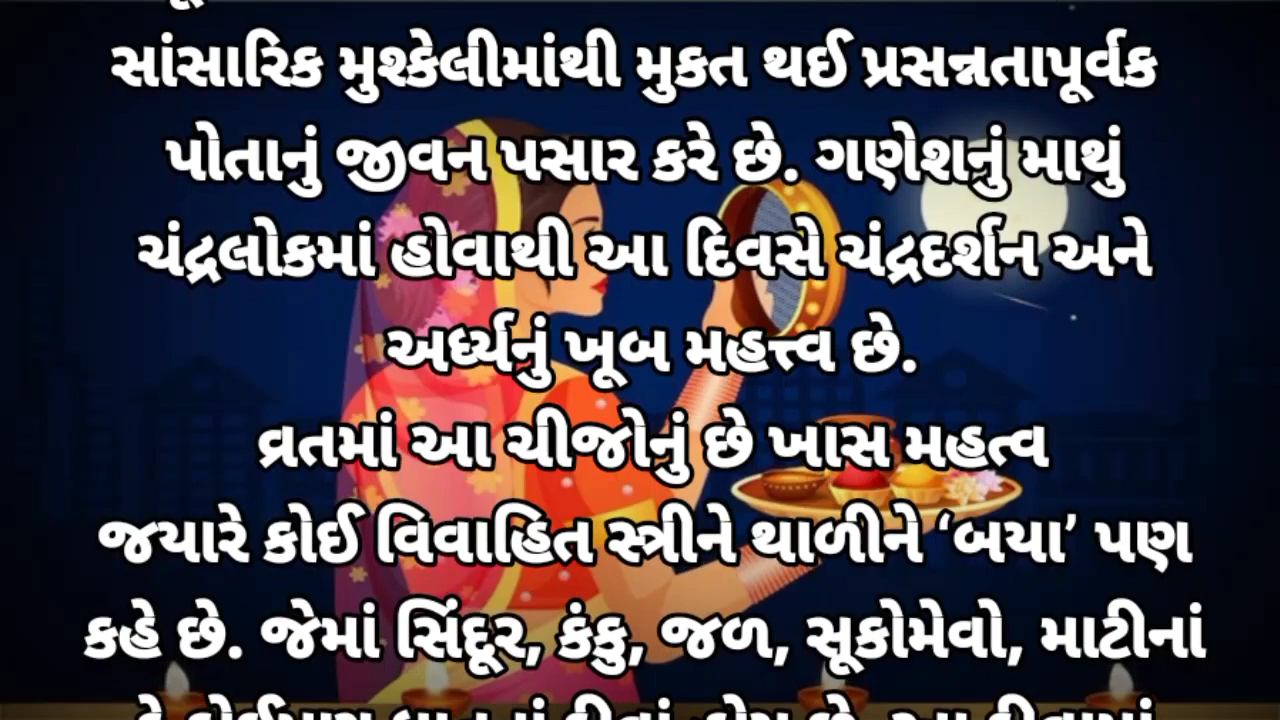 સાંસારિક મુશ્કેલીમાંથી મુકત થઈ પ્રસન્નતાપૂર્વક
પોતાનું જીવન પસાર કરે છે. ગણેશનું માથું
ચંદ્રલોકમાં હોવાથી આ દિવસે ચંદ્રદર્શન અને
અર્ધ્યનું ખૂબ મહત્ત્વ છે.
વ્રતમાં આ ચીજોનું છે ખાસ મહત્વ
જયારે કોઈ વિવાહિત સ્ત્રીને થાળીને ‘બયા’ પણ
કહે છે. જેમાં સિંદૂર, કંકુ, જળ, સૂકોમેવો, માટીનાં